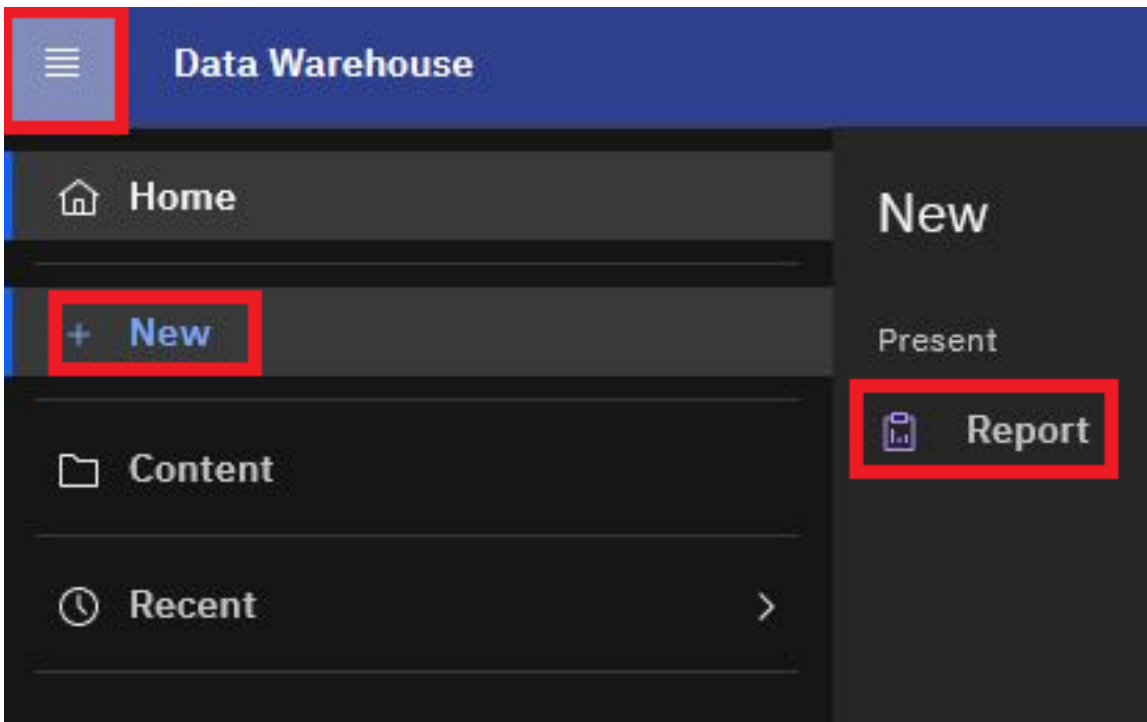 Data Warehouse
Home
New
Content
Recent
New
Present
Report